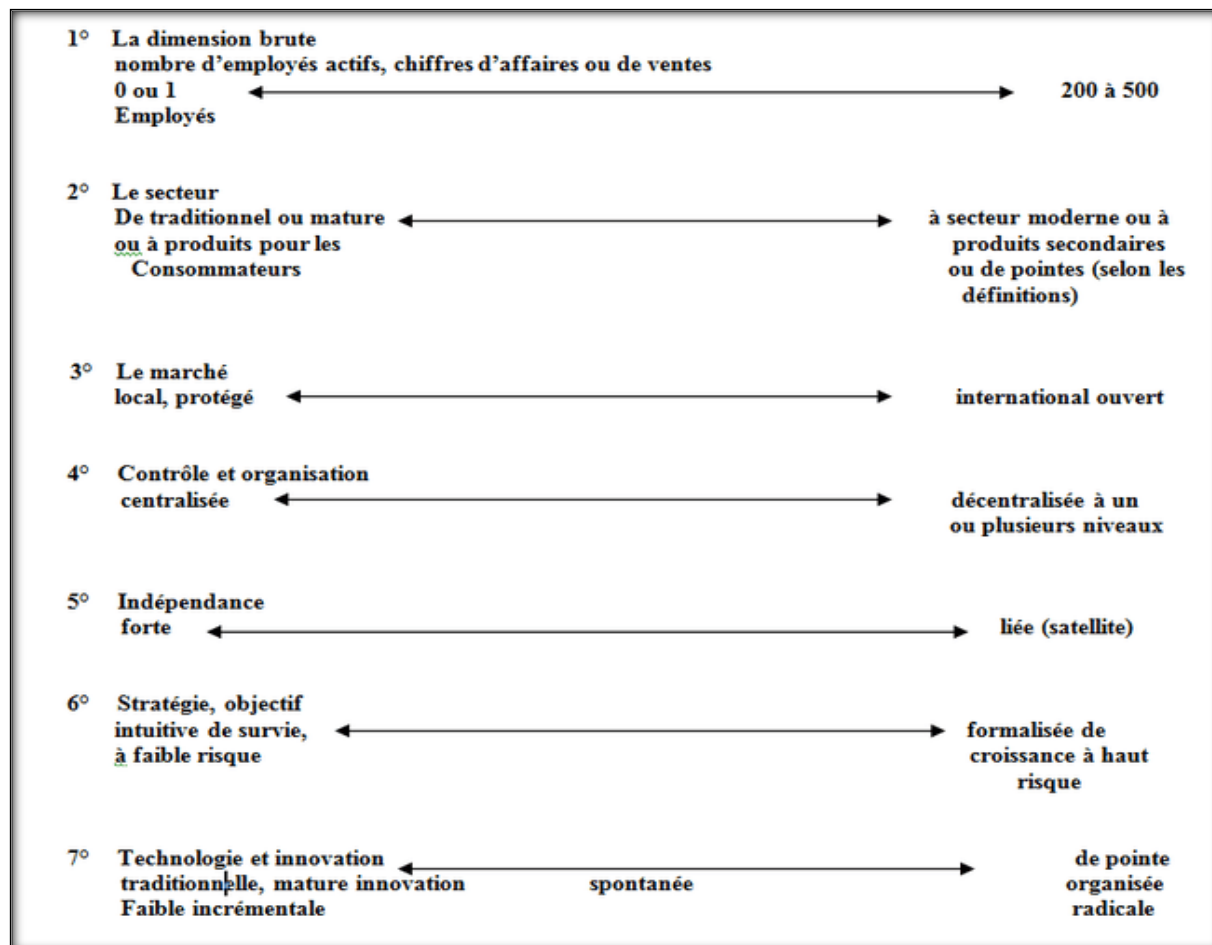 1° La dimension brute
nombre d'employés actifs, chiffres d'affaires ou de ventes
0 ou 1 200 à 500
Employés
2° Le secteur
De traditionnel ou mature à secteur moderne ou à
ou à produits pour les produits secondaires
Consommateurs ou de pointes (selon les
définitions)
3° Le marché
local, protégé international ouvert
4° Contrôle et organisation
centralisée décentralisée à un
ou plusieurs niveaux
5° Indépendance
forte liée (satellite)
6° Stratégie, objectif
intuitive de survie, formalisée de
à faible risque croissance à haut
risque
7° Technologie et innovation de pointe
traditionnelle, mature innovation spontanée organisée
Faible incrémentale radicale